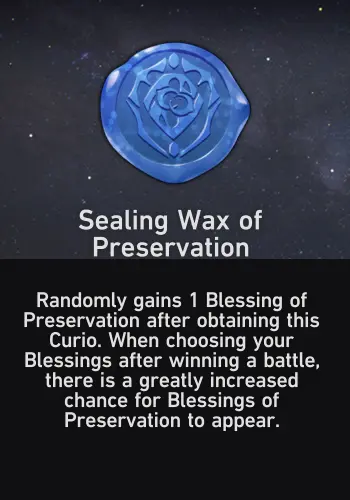 Sealing Wax of
Preservation
Randomly gains 1 Blessing of
Preservation after obtaining this
Curio. When choosing your
Blessings after winning a battle,
there is a greatly increased
chance for Blessings of
Preservation to appear.